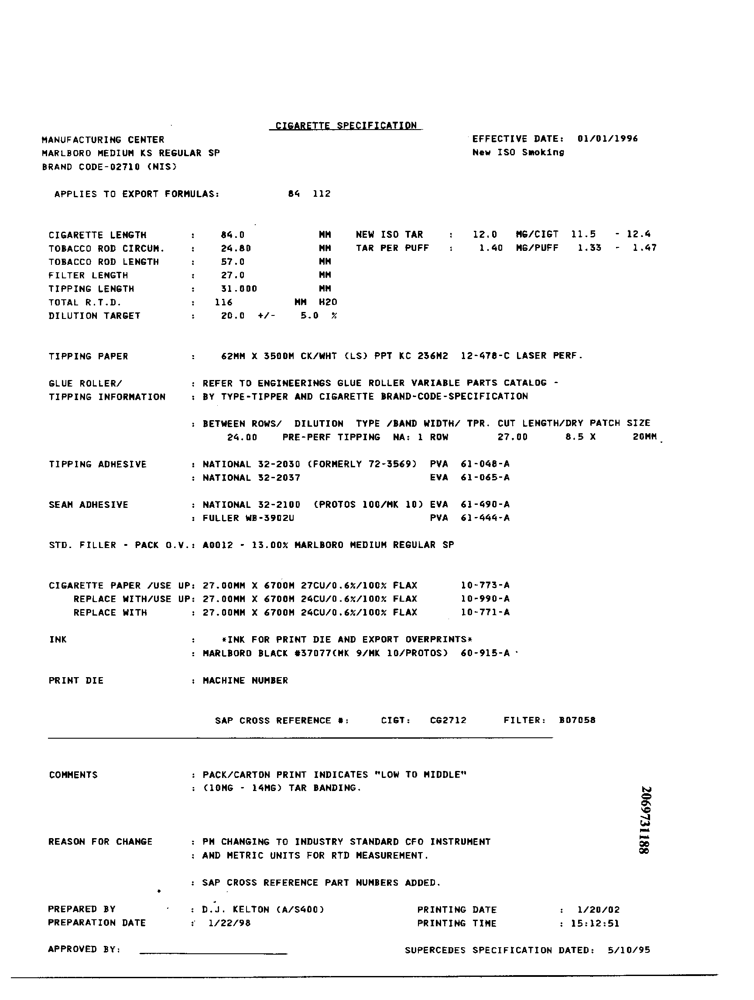 CIGARETTE SPECIFICATION
MANUFACTURING CENTER EFFECTIVE DATE: 01/01/1996
MARLBORO MEDIUM KS REGULAR SP New ISO Smoking
BRAND CODE-02710 (NIS)
APPLIES TO EXPORT FORMULAS: 84 112
CIGARETTE LENGTH : 84.0 MM NEW ISO TAR : 12.0 MG/CIGT 11.5 - 12.4
TOBACCO ROD CIRCUM. : 24.80 MM TAR PER PUFF : 1.40 MG/PUFF 1.33 - 1.47
TOBACCO ROD LENGTH : 57.0 MM
FILTER LENGTH : 27.0 MM
TIPPING LENGTH : 31.000 MM
TOTAL R.T.D. : 116 MM H2O
DILUTION TARGET : 20.0 +/- 5.0 %
TIPPING PAPER : 62MM X 3500M CK/WHT (LS) PPT KC 236M2 12-478-C LASER PERF.
GLUE ROLLER/ : REFER TO ENGINEERINGS GLUE ROLLER VARIABLE PARTS CATALOG -
TIPPING INFORMATION : BY TYPE-TIPPER AND CIGARETTE BRAND-CODE-SPECIFICATION
: BETWEEN ROWS/ DILUTION TYPE /BAND WIDTH/ TPR. CUT LENGTH/DRY PATCH SIZE
24.00 PRE-PERF TIPPING NA: 1 ROW 27.00 8.5 X 20MM
TIPPING ADHESIVE : NATIONAL 32-2030 (FORMERLY 72-3569) PVA 61-048-A
: NATIONAL 32-2037 EVA 61-065-A
SEAM ADHESIVE : NATIONAL 32-2100 (PROTOS 100/MK 10) EVA 61-490-A
: FULLER WB-3902U PVA 61-444-A
STD. FILLER - PACK O.V.: A0012 - 13.00% MARLBORO MEDIUM REGULAR SP
CIGARETTE PAPER /USE UP: 27.00MM X 6700M 27CU/0.6%/100% FLAX 10-773-A
REPLACE WITH/USE UP: 27.00MM X 6700M 24CU/0.6%/100% FLAX 10-990-A
REPLACE WITH : 27.00MM X 6700M 24CU/0.6%/100% FLAX 10-771-A
INK : *INK FOR PRINT DIE AND EXPORT OVERPRINTS*
: MARLBORO BLACK #37077(MK 9/MK 10/PROTOS) 60-915-A
PRINT DIE : MACHINE NUMBER
SAP CROSS REFERENCE #: CIGT: CG2712 FILTER: B07058
COMMENTS : PACK/CARTON PRINT INDICATES "LOW TO MIDDLE"
: (10MG - 14MG) TAR BANDING.
2069731188
REASON FOR CHANGE : PM CHANGING TO INDUSTRY STANDARD CFO INSTRUMENT
: AND METRIC UNITS FOR RTD MEASUREMENT.
: SAP CROSS REFERENCE PART NUMBERS ADDED.
PREPARED BY : D.J. KELTON (A/S400) PRINTING DATE : 1/20/02
PREPARATION DATE : 1/22/98 PRINTING TIME : 15:12:51
APPROVED BY: SUPERCEDES SPECIFICATION DATED: 5/10/95